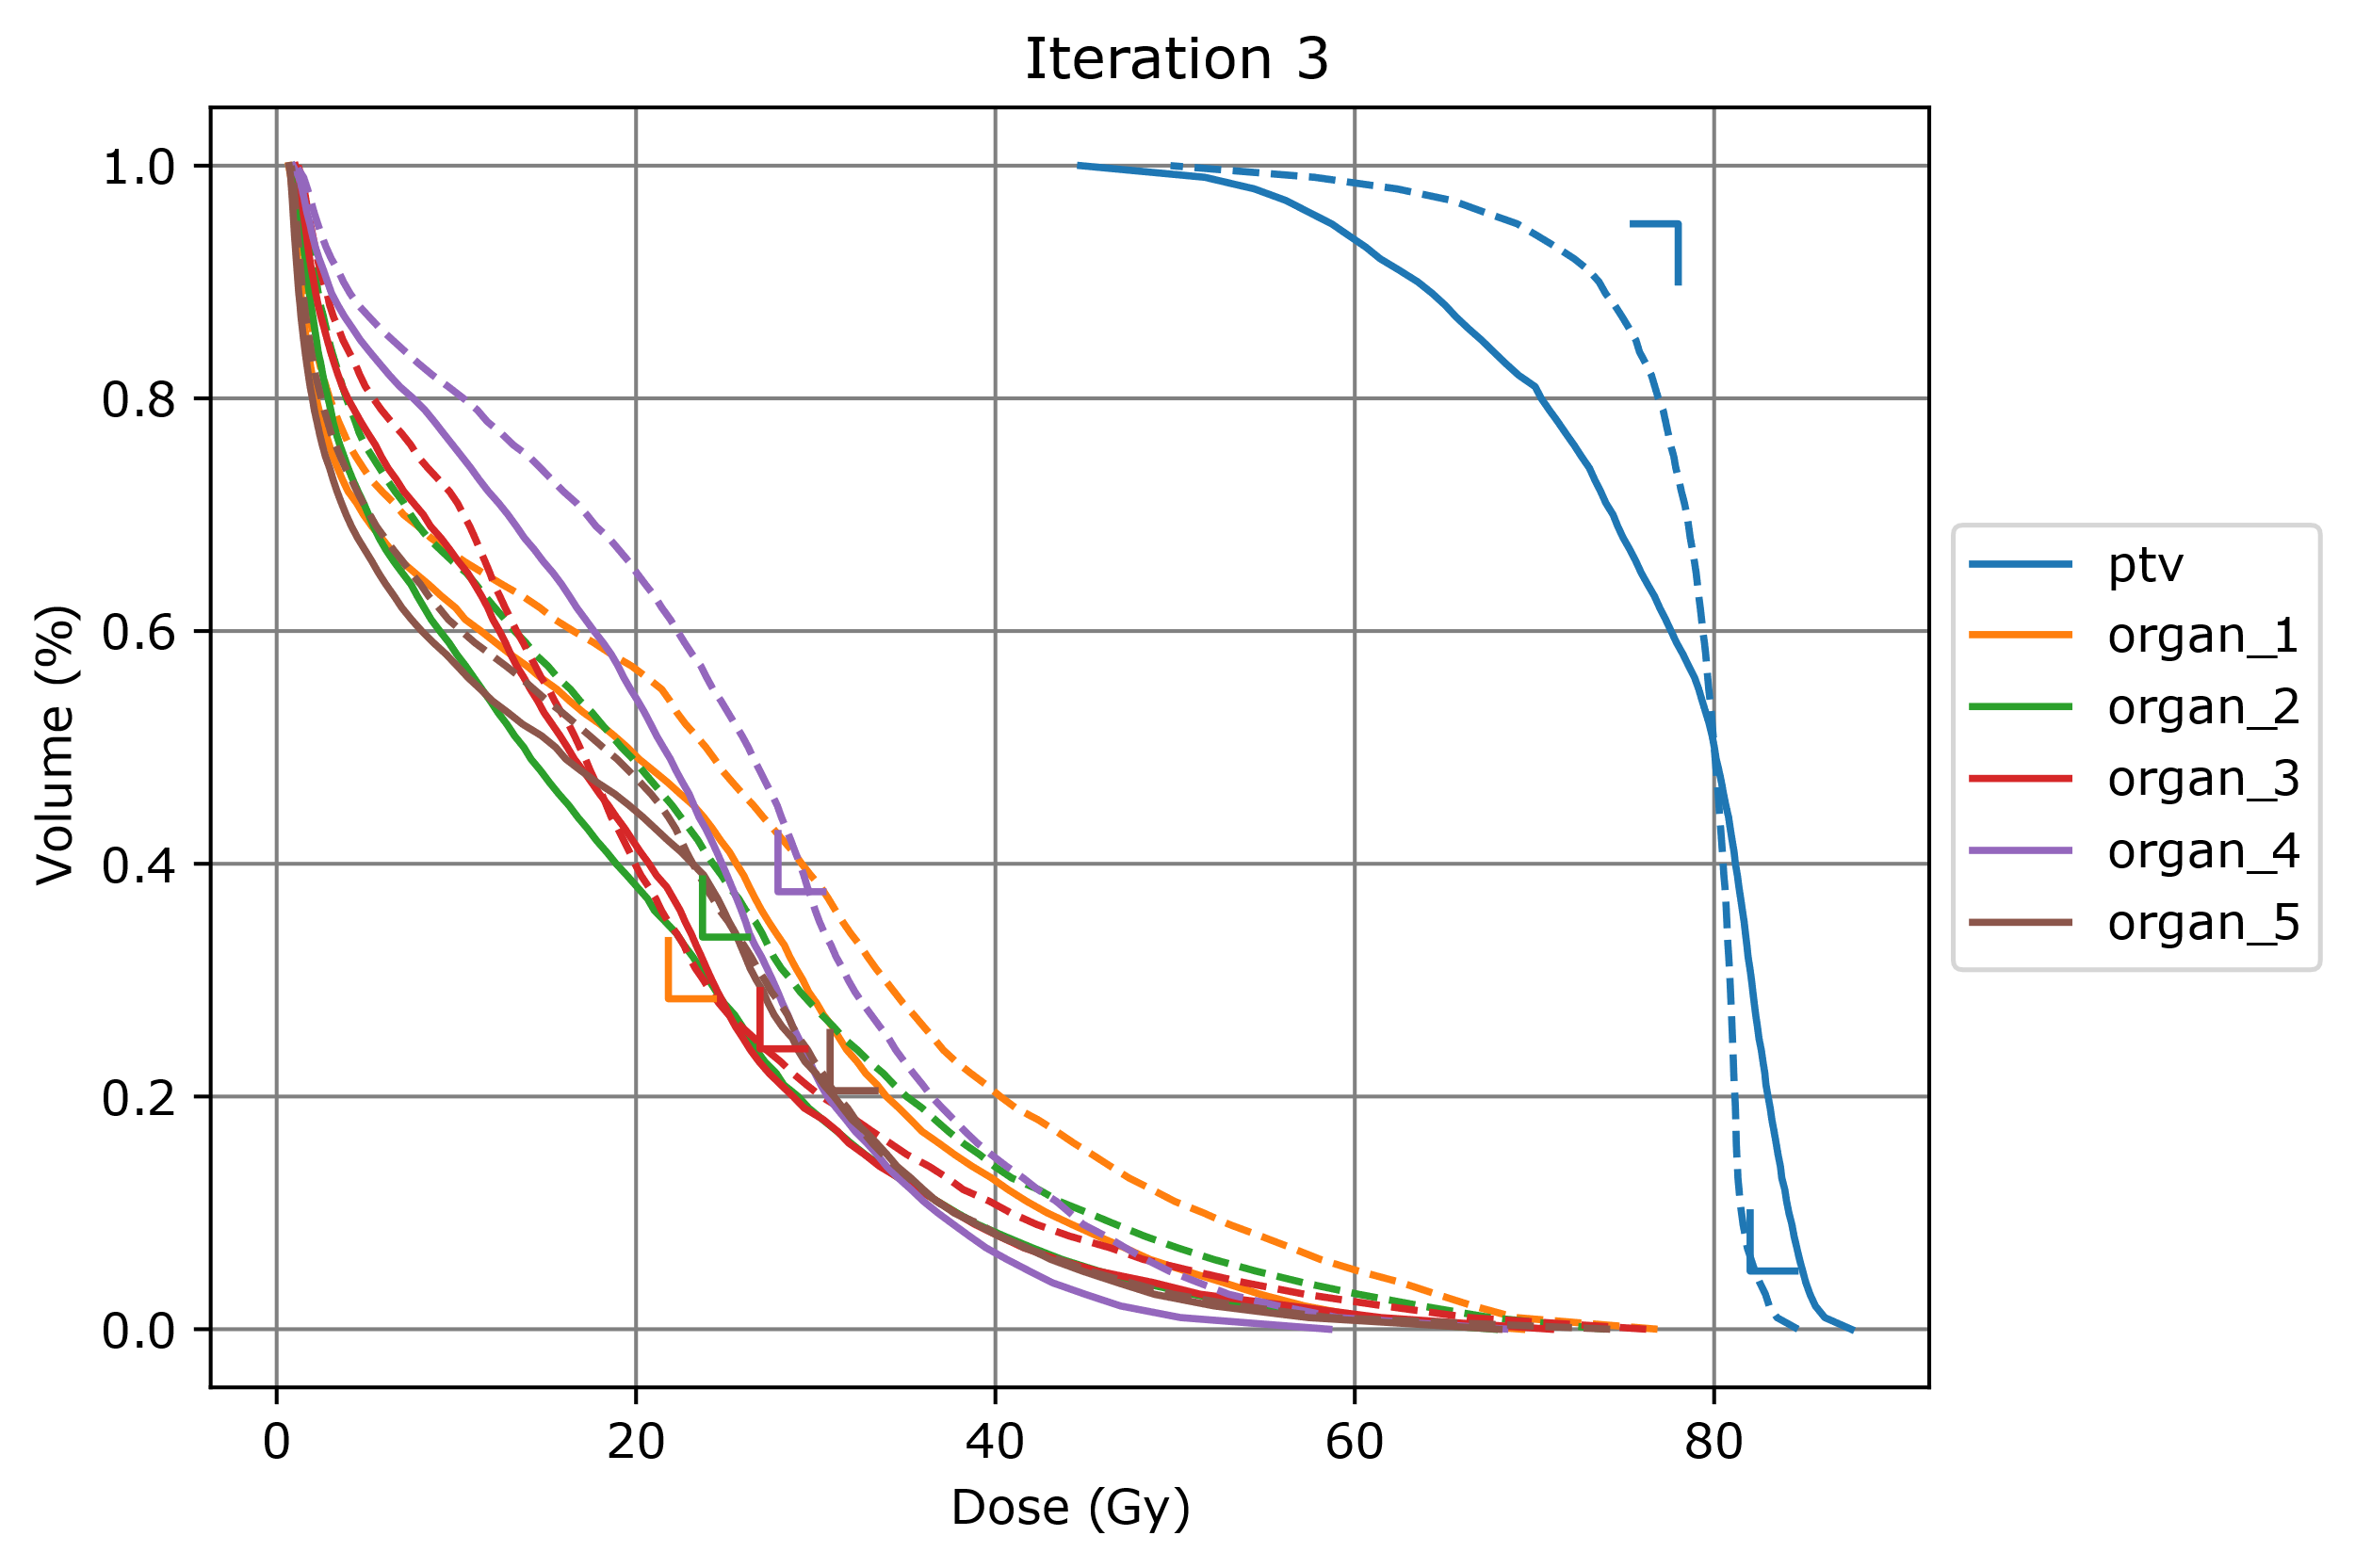 Iteration 3
Volume (%)
1.0
0.8
0.6
0.4
0.2
0.0
0 20 40 60 80
Dose (Gy)
ptv
organ_1
organ_2
organ_3
organ_4
organ_5